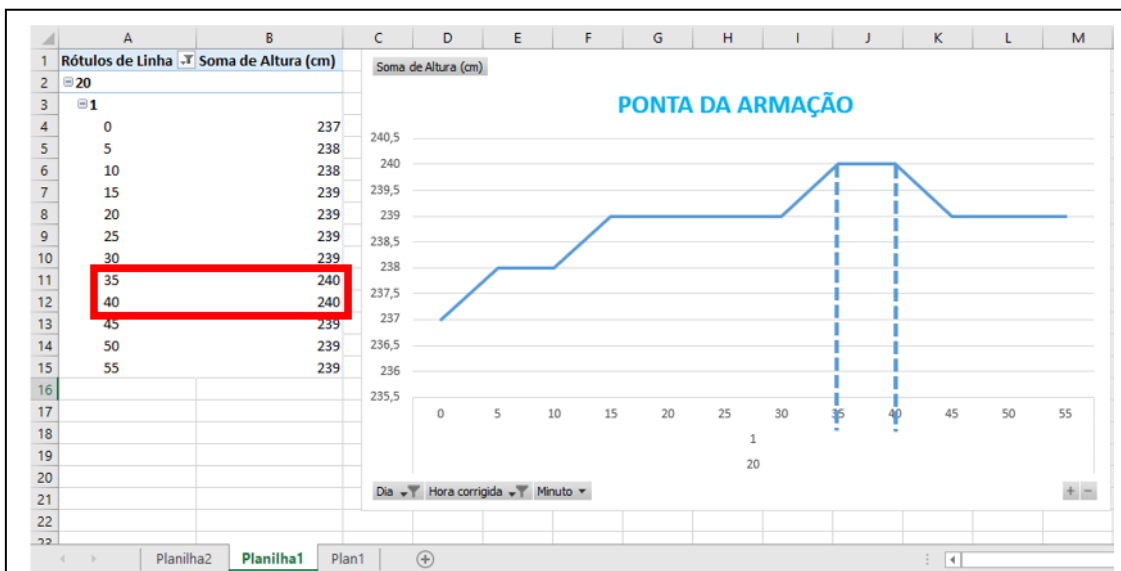 A B C D E F G H I J K L M
1 Rótulos de Linha Soma de Altura (cm)
2 20
3 1
4 0 237
5 5 238
6 10 238
7 15 239
8 20 239
9 25 239
10 30 239
11 35 240
12 40 240
13 45 239
14 50 239
15 55 239
16
17
18
19
20
21
22
23
Soma de Altura (cm)
PONTA DA ARMAÇÃO
240,5
240
239,5
239
238,5
238
237,5
237
236,5
236
235,5
0 5 10 15 20 25 30 35 40 45 50 55
1
20
Dia Hora corrigida Minuto
Planilha2 Planilha1 Plan1